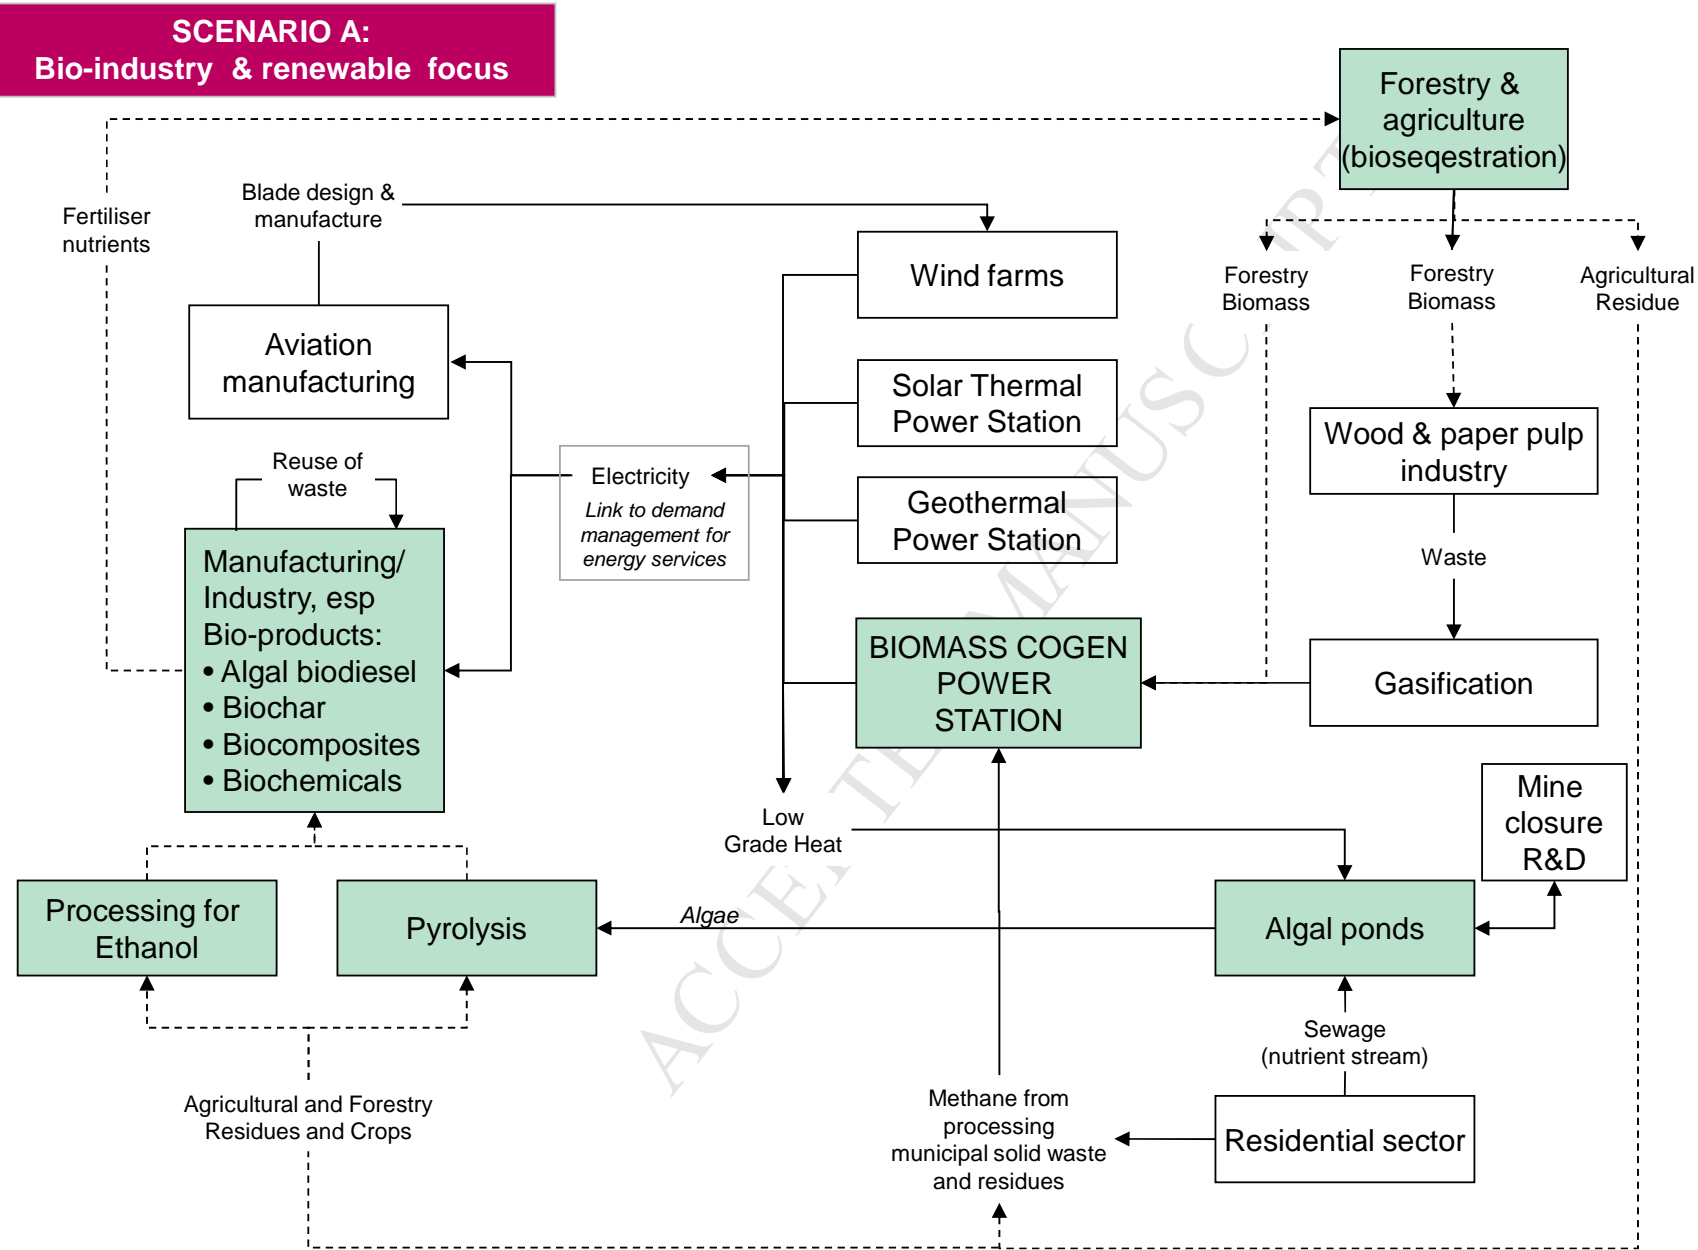 SCENARIO A:
Bio-industry & renewable focus
Forestry &
agriculture
(bioseqestration)
Blade design &
manufacture
Fertiliser
nutrients
Wind farms
Forestry
Biomass
Forestry
Biomass
Agricultural
Residue
Aviation
manufacturing
Solar Thermal
Power Station
Wood & paper pulp
industry
Reuse of
waste
Electricity
Link to demand
management for
energy services
Geothermal
Power Station
Waste
Manufacturing/
Industry, esp
Bio-products:
• Algal biodiesel
• Biochar
• Biocomposites
• Biochemicals
BIOMASS COGEN
POWER
STATION
Gasification
Low
Grade Heat
Mine
closure
R&D
Processing for
Ethanol
Pyrolysis
Algae
Algal ponds
Sewage
(nutrient stream)
Agricultural and Forestry
Residues and Crops
Methane from
processing
municipal solid waste
and residues
Residential sector